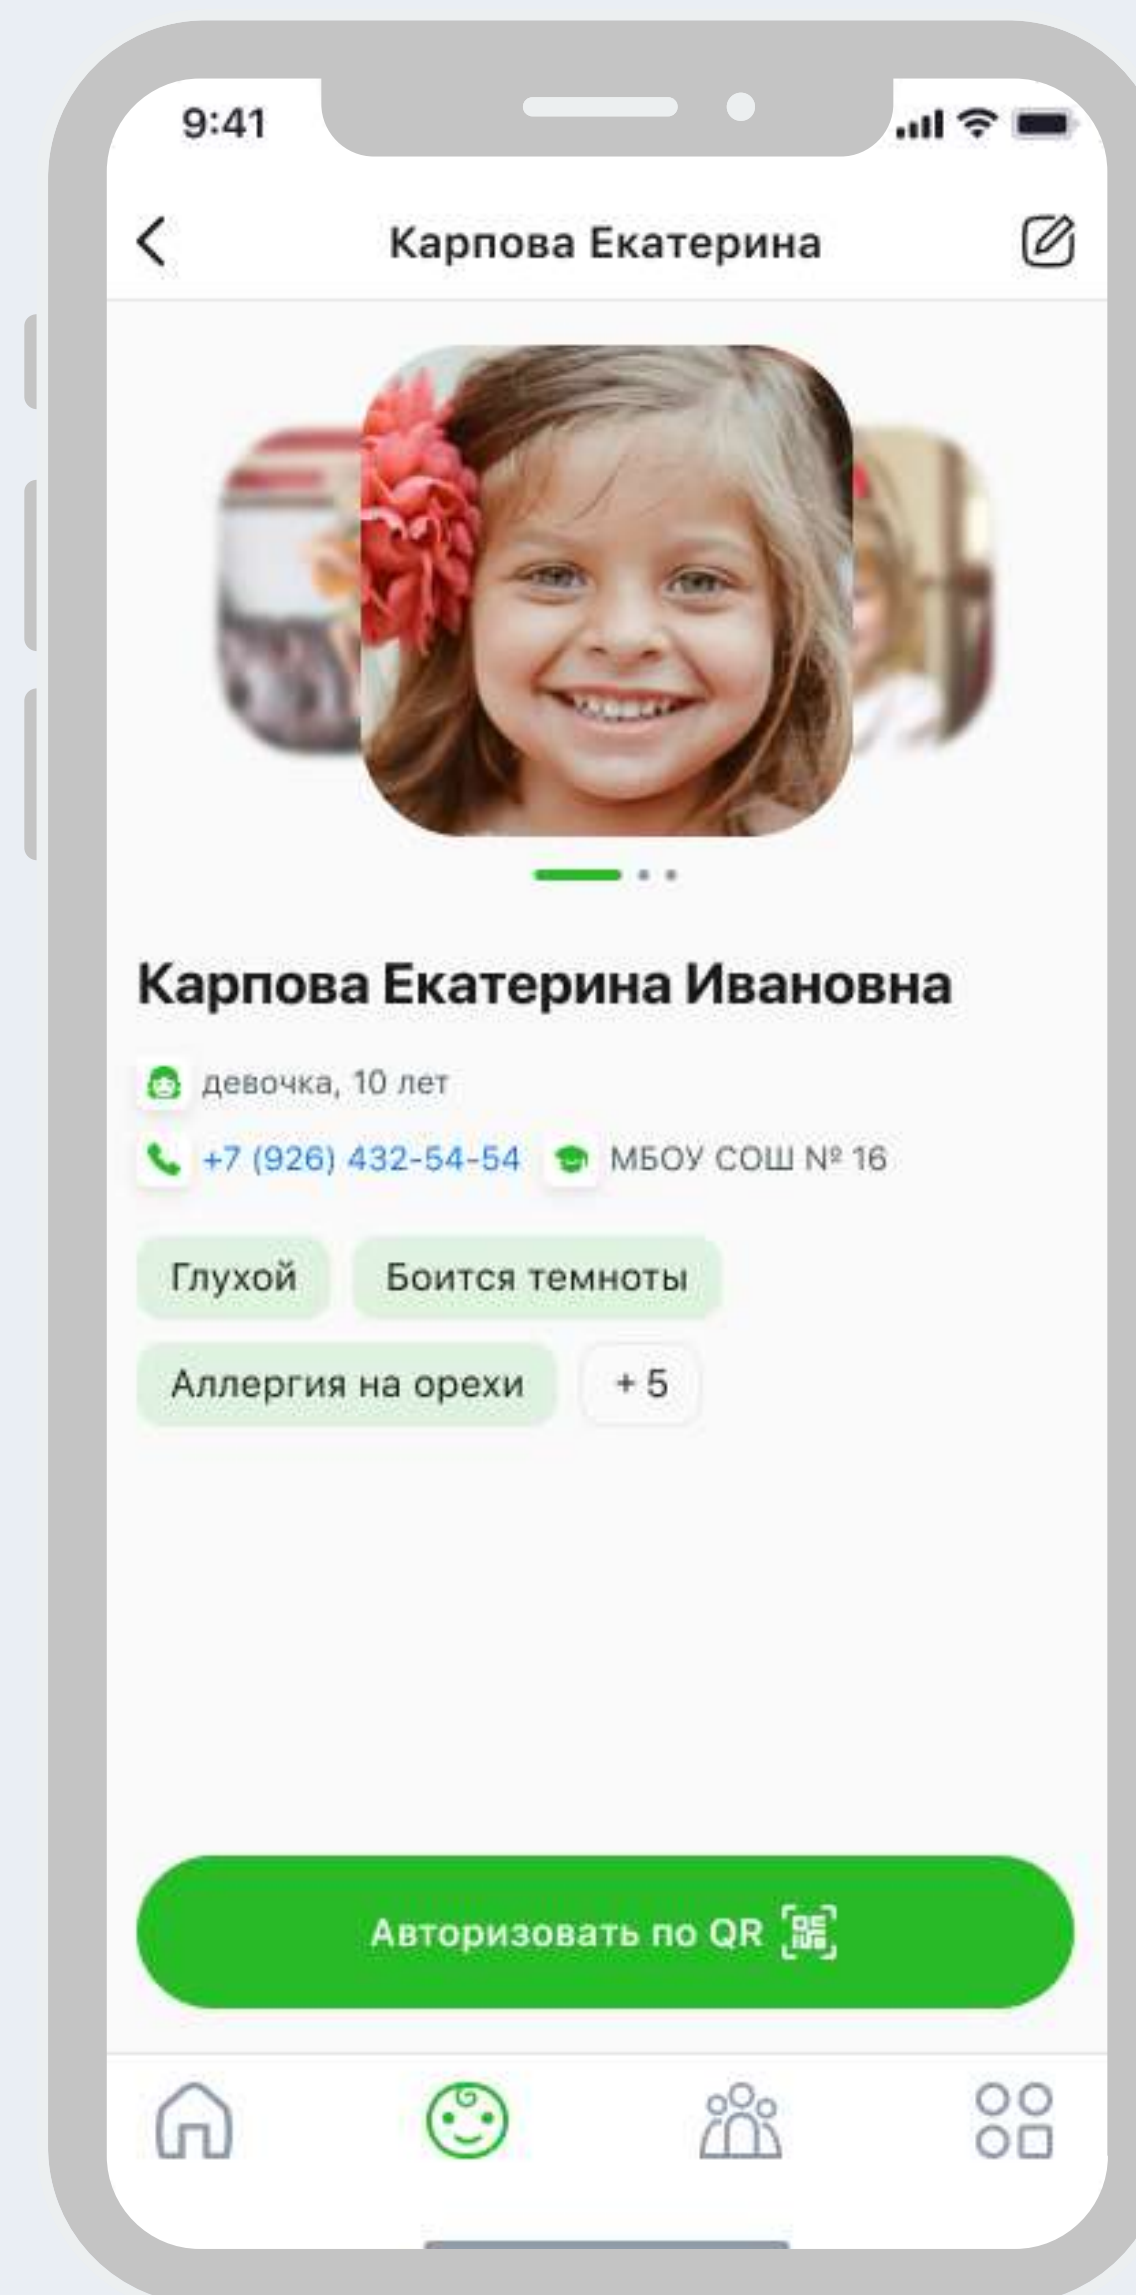 9:41
Карпова Екатерина
Карпова Екатерина Ивановна
девочка, 10 лет
+7 (926) 432-54-54 МБОУ СОШ № 16
Глухой Боится темноты
Аллергия на орехи + 5
Авторизовать по QR